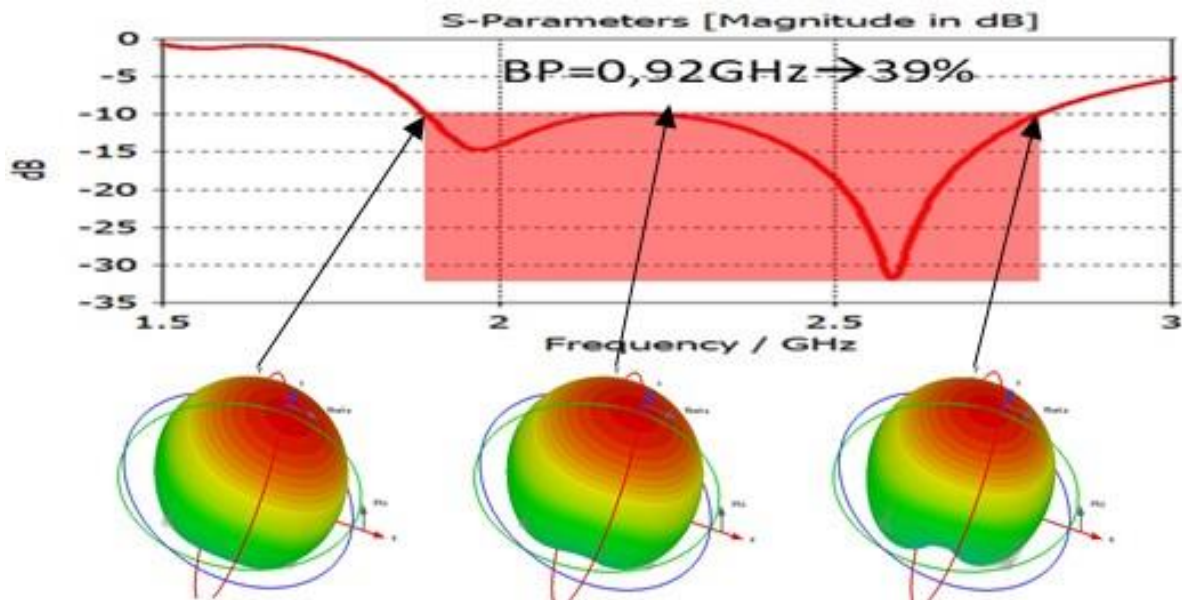 S-Parameters [Magnitude in dB]
BP=0,92GHz→39%
0
-5
-10
-15
-20
-25
-30
-35
dB
1.5 2 2.5 3
Frequency / GHz